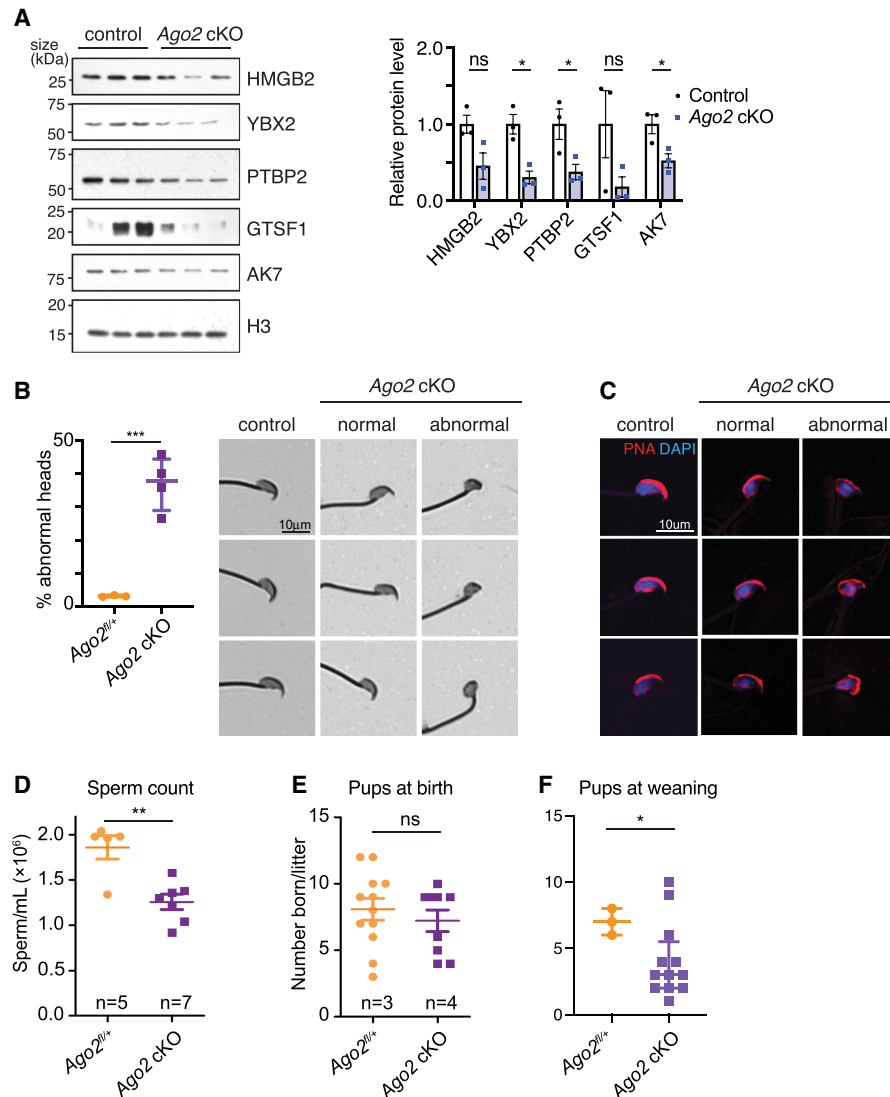 A
control Ago2 cKO
size
(kDa)
25
HMGB2
75
50
YBX2
75
50
PTBP2
25
20
GTSF1
75
AK7
20
15
H3
Relative protein level
2.0
1.0
0.0
ns * * ns *
Control
Ago2 cKO
HMGB2 YBX2 PTBP2 GTSF1 AK7
B
% abnormal heads
50
0
***
Ago2fl/+ Ago2 cKO
Ago2 cKO
control normal abnormal
10μm
C
Ago2 cKO
control normal abnormal
PNA DAPI
10um
D
Sperm count
**
Sperm/mL (×10⁶)
2.0
1.5
1.0
0.5
0.0
n=5 n=7
Ago2fl/+ Ago2 cKO
E
Pups at birth
ns
Number born/litter
15
10
5
0
n=3 n=4
Ago2fl/+ Ago2 cKO
F
Pups at weaning
*
15
10
5
0
Ago2fl/+ Ago2 cKO